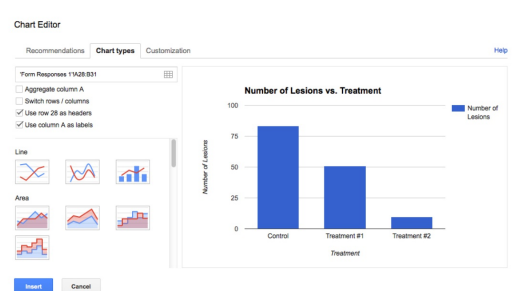 Chart Editor
Recommendations
Chart types
Customization
Help
'Form Responses 1'!A28:B31
Aggregate column A
Switch rows / columns
Use row 28 as headers
Use column A as labels
Line
Area
Number of Lesions vs. Treatment
100
75
50
25
0
Number of Lesions
Control
Treatment #1
Treatment #2
Treatment
Number of
Lesions
Insert
Cancel